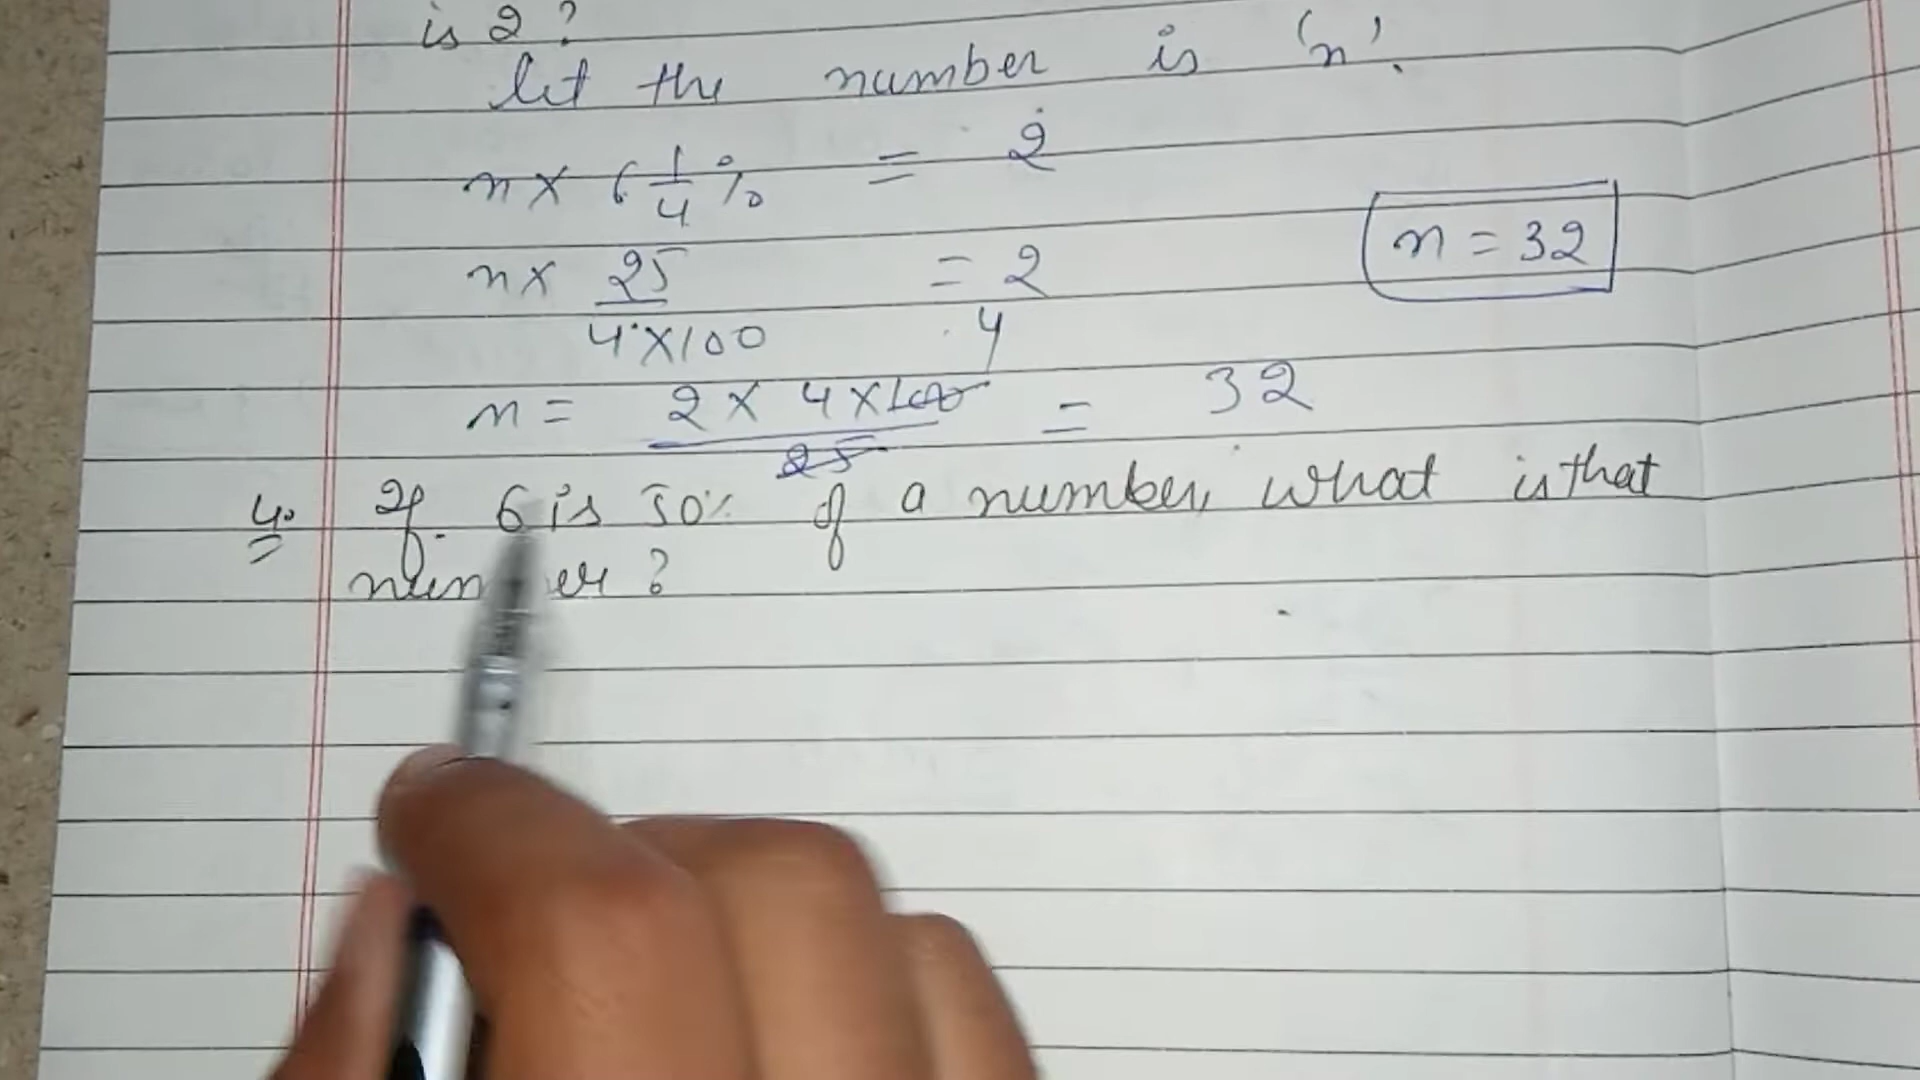 is 2 ?
let the number is 'n'.
n × 6 1/4 % = 2
n × 25 / 4×100 = 2
n = 32
4
n = 2 × 4 × 100 / 25 = 32
4. If 6 is 50% of a number, what is that
number ?